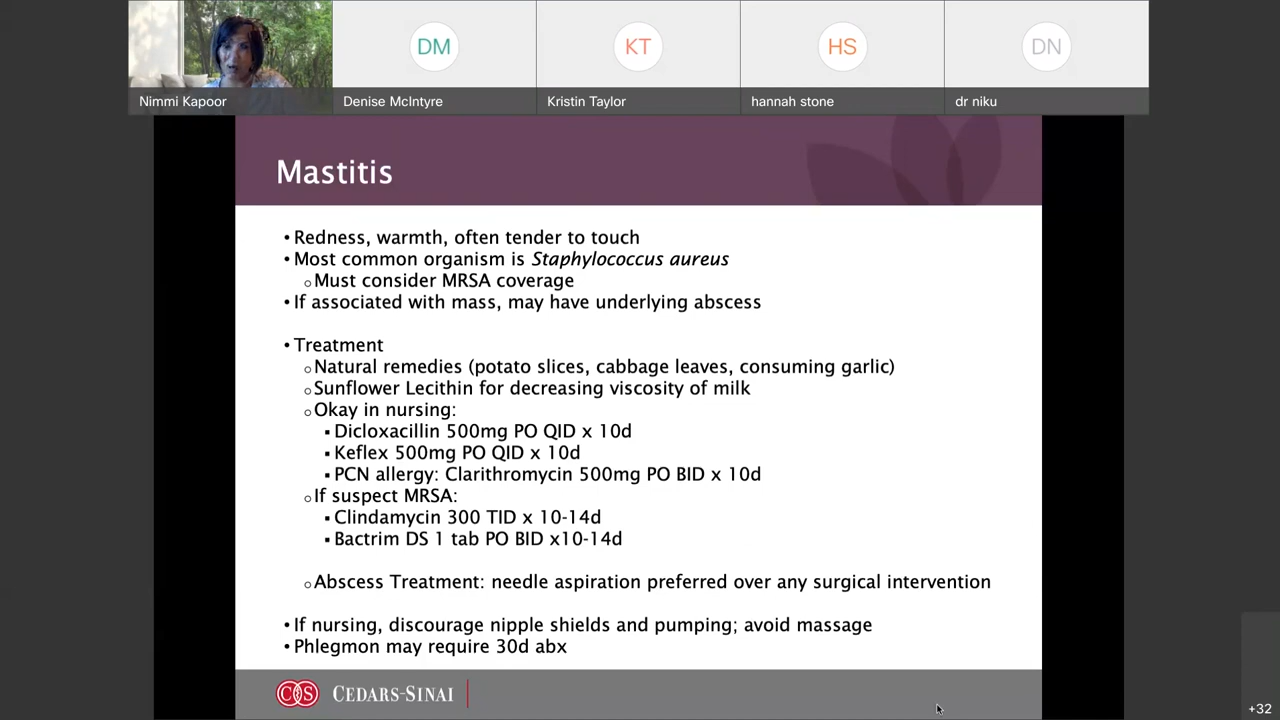 DM
KT
HS
DN
Nimmi Kapoor
Denise McIntyre
Kristin Taylor
hannah stone
dr niku
Mastitis
• Redness, warmth, often tender to touch
• Most common organism is Staphylococcus aureus
○ Must consider MRSA coverage
• If associated with mass, may have underlying abscess
• Treatment
○ Natural remedies (potato slices, cabbage leaves, consuming garlic)
○ Sunflower Lecithin for decreasing viscosity of milk
○ Okay in nursing:
▪ Dicloxacillin 500mg PO QID x 10d
▪ Keflex 500mg PO QID x 10d
▪ PCN allergy: Clarithromycin 500mg PO BID x 10d
○ If suspect MRSA:
▪ Clindamycin 300 TID x 10-14d
▪ Bactrim DS 1 tab PO BID x10-14d
○ Abscess Treatment: needle aspiration preferred over any surgical intervention
• If nursing, discourage nipple shields and pumping; avoid massage
• Phlegmon may require 30d abx
CS CEDARS-SINAI
+32